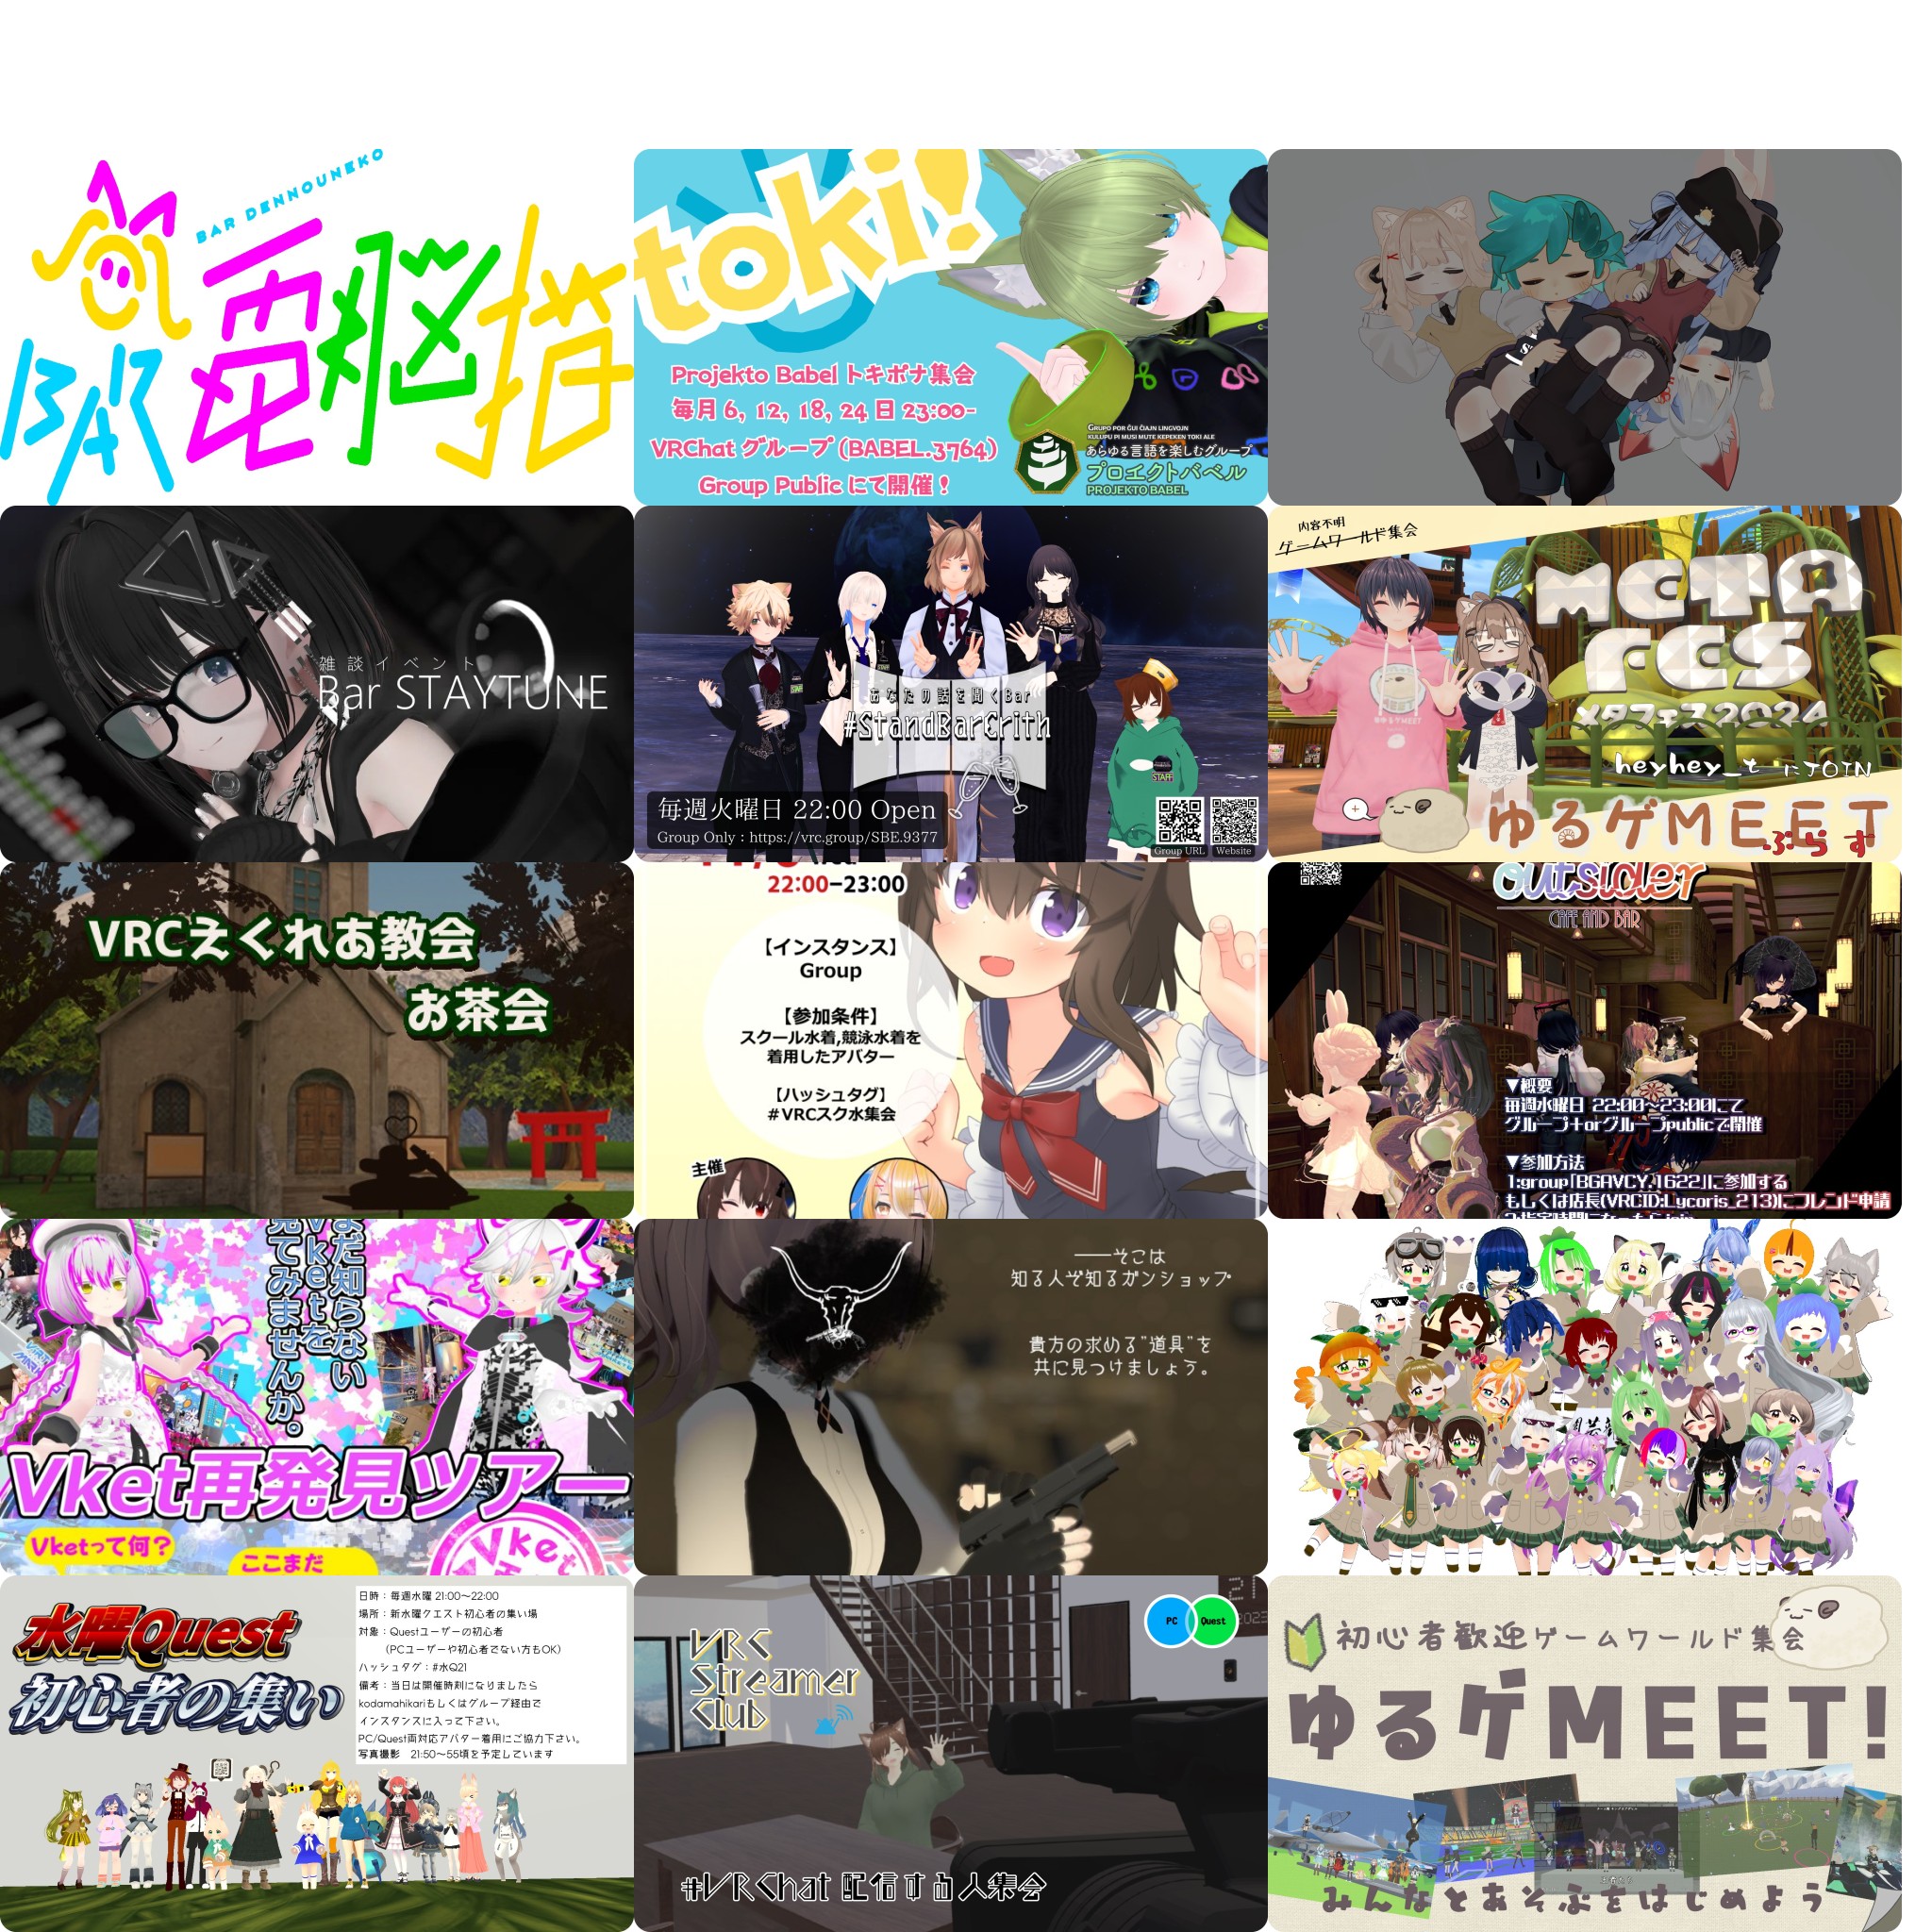 BAR DENNOUNEKO
BAR 電脳猫
toki!
Projekto Babel トキポナ集会
毎月 6, 12, 18, 24 日 23:00-
VRChat グループ (BABEL.3764)
Group Public にて開催！
GRUPO POR ĜUI ĈIAJN LINGVOJN
KULUPU PI MUSI MUTE KEPEKEN TOKI ALE
あらゆる言語を楽しむグループ
プロエクトバベル
PROJEKTO BABEL
雑談イベント
Bar STAYTUNE
あなたの話を聞くBar
#StandBarCrith
STAFF
毎週火曜日 22:00 Open
Group Only : https://vrc.group/SBE.9377
Group URL
Website
内容不明
ゲームワールド集会
META
FES
メタフェス2024
heyhey_t にJOIN
ゆるゲMEET
ぷらす
VRCえくれあ教会
お茶会
22:00–23:00
【インスタンス】
Group
【参加条件】
スクール水着,競泳水着を
着用したアバター
【ハッシュタグ】
#VRCスク水集会
主催
outsider
CAFE AND BAR
▼概要
毎週水曜日 22:00～23:00にて
グループ+orグループpublicで開催
▼参加方法
1:group「BGAVCY.1622」に参加する
もしくは店長(VRCID:Lycoris_213)にフレンド申請
まだ知らない
Vketを
見てみませんか。
Vket再発見ツアー
Vketって何？
ここまだ
Vket
――そこは
知る人ぞ知るガンショップ
貴方の求める"道具"を
共に見つけましょう。
水曜Quest
初心者の集い
日時：毎週水曜 21:00～22:00
場所：新水曜クエスト初心者の集い場
対象：Questユーザーの初心者
（PCユーザーや初心者でない方もOK）
ハッシュタグ：#水Q21
備考：当日は開催時刻になりましたら
kodamahikariもしくはグループ経由で
インスタンスに入って下さい。
PC/Quest両対応アバター着用にご協力下さい。
写真撮影　21:50～55頃を予定しています
VRC
Streamer
Club
PC
Quest
21
2023
#VRChat 配信する人集会
初心者歓迎ゲームワールド集会
ゆるゲMEET!
みんなとあそぶをはじめよう